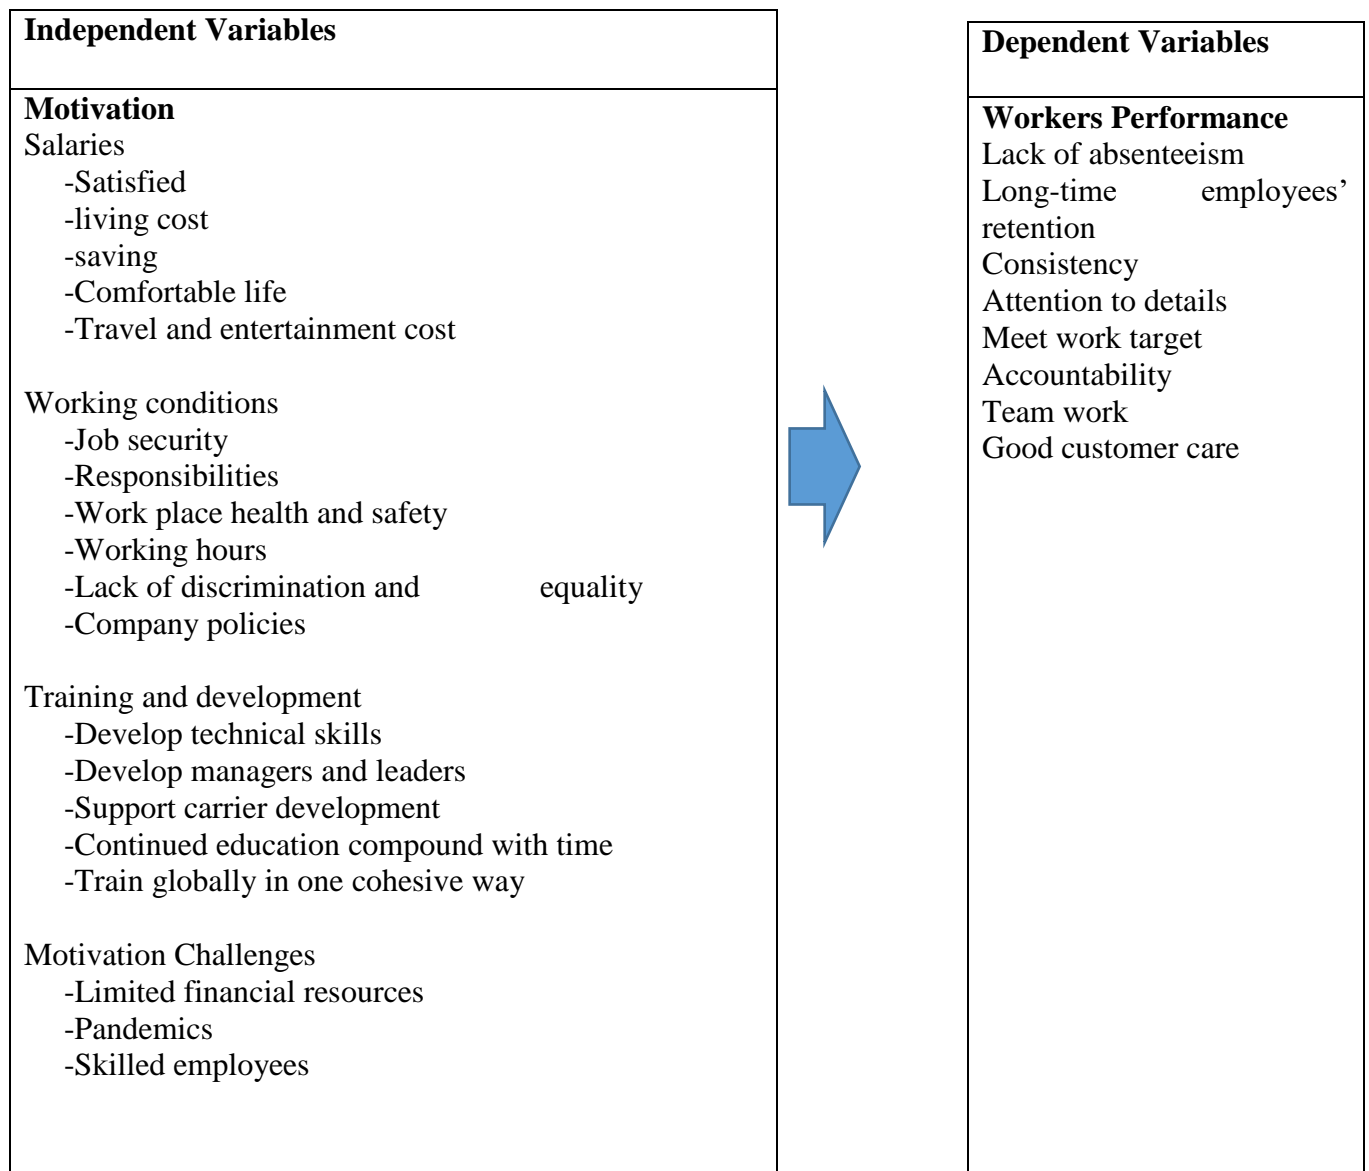 Independent Variables
Motivation
Salaries
-Satisfied
-living cost
-saving
-Comfortable life
-Travel and entertainment cost
Working conditions
-Job security
-Responsibilities
-Work place health and safety
-Working hours
-Lack of discrimination and equality
-Company policies
Training and development
-Develop technical skills
-Develop managers and leaders
-Support carrier development
-Continued education compound with time
-Train globally in one cohesive way
Motivation Challenges
-Limited financial resources
-Pandemics
-Skilled employees
Dependent Variables
Workers Performance
Lack of absenteeism
Long-time employees’
retention
Consistency
Attention to details
Meet work target
Accountability
Team work
Good customer care